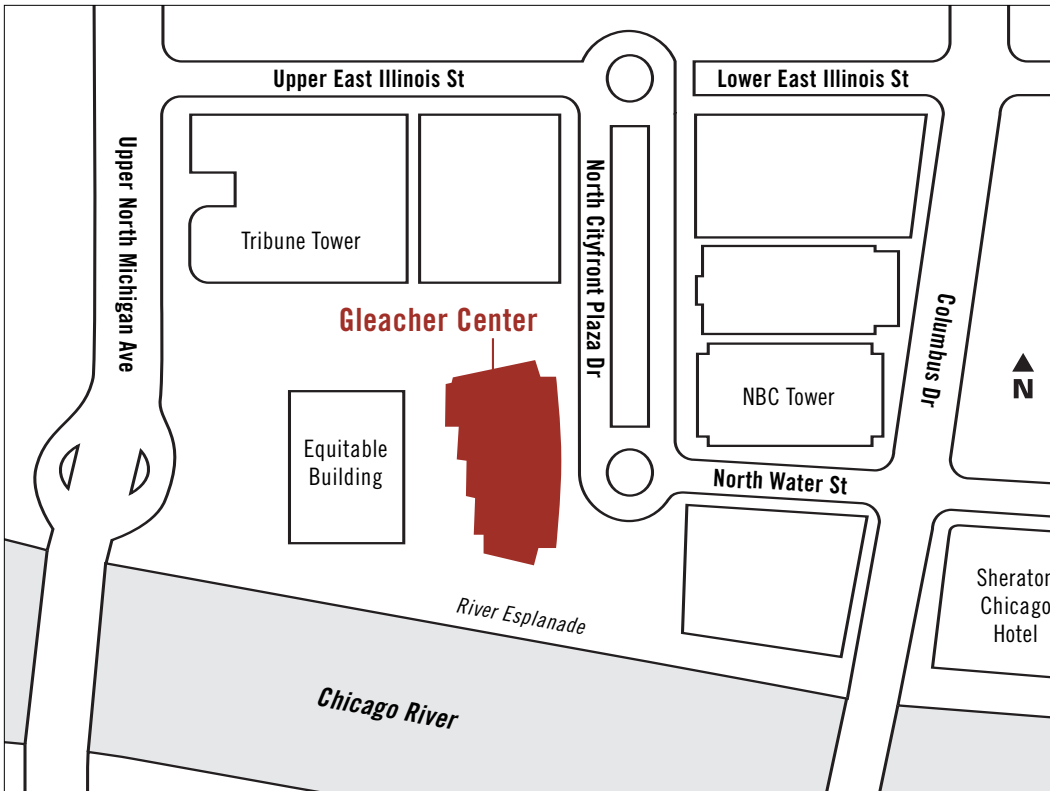 Upper East Illinois St
Lower East Illinois St
Upper North Michigan Ave
Tribune Tower
North Cityfront Plaza Dr
Gleacher Center
Columbus Dr
N
NBC Tower
Equitable
Building
North Water St
Sheraton
Chicago
Hotel
River Esplanade
Chicago River